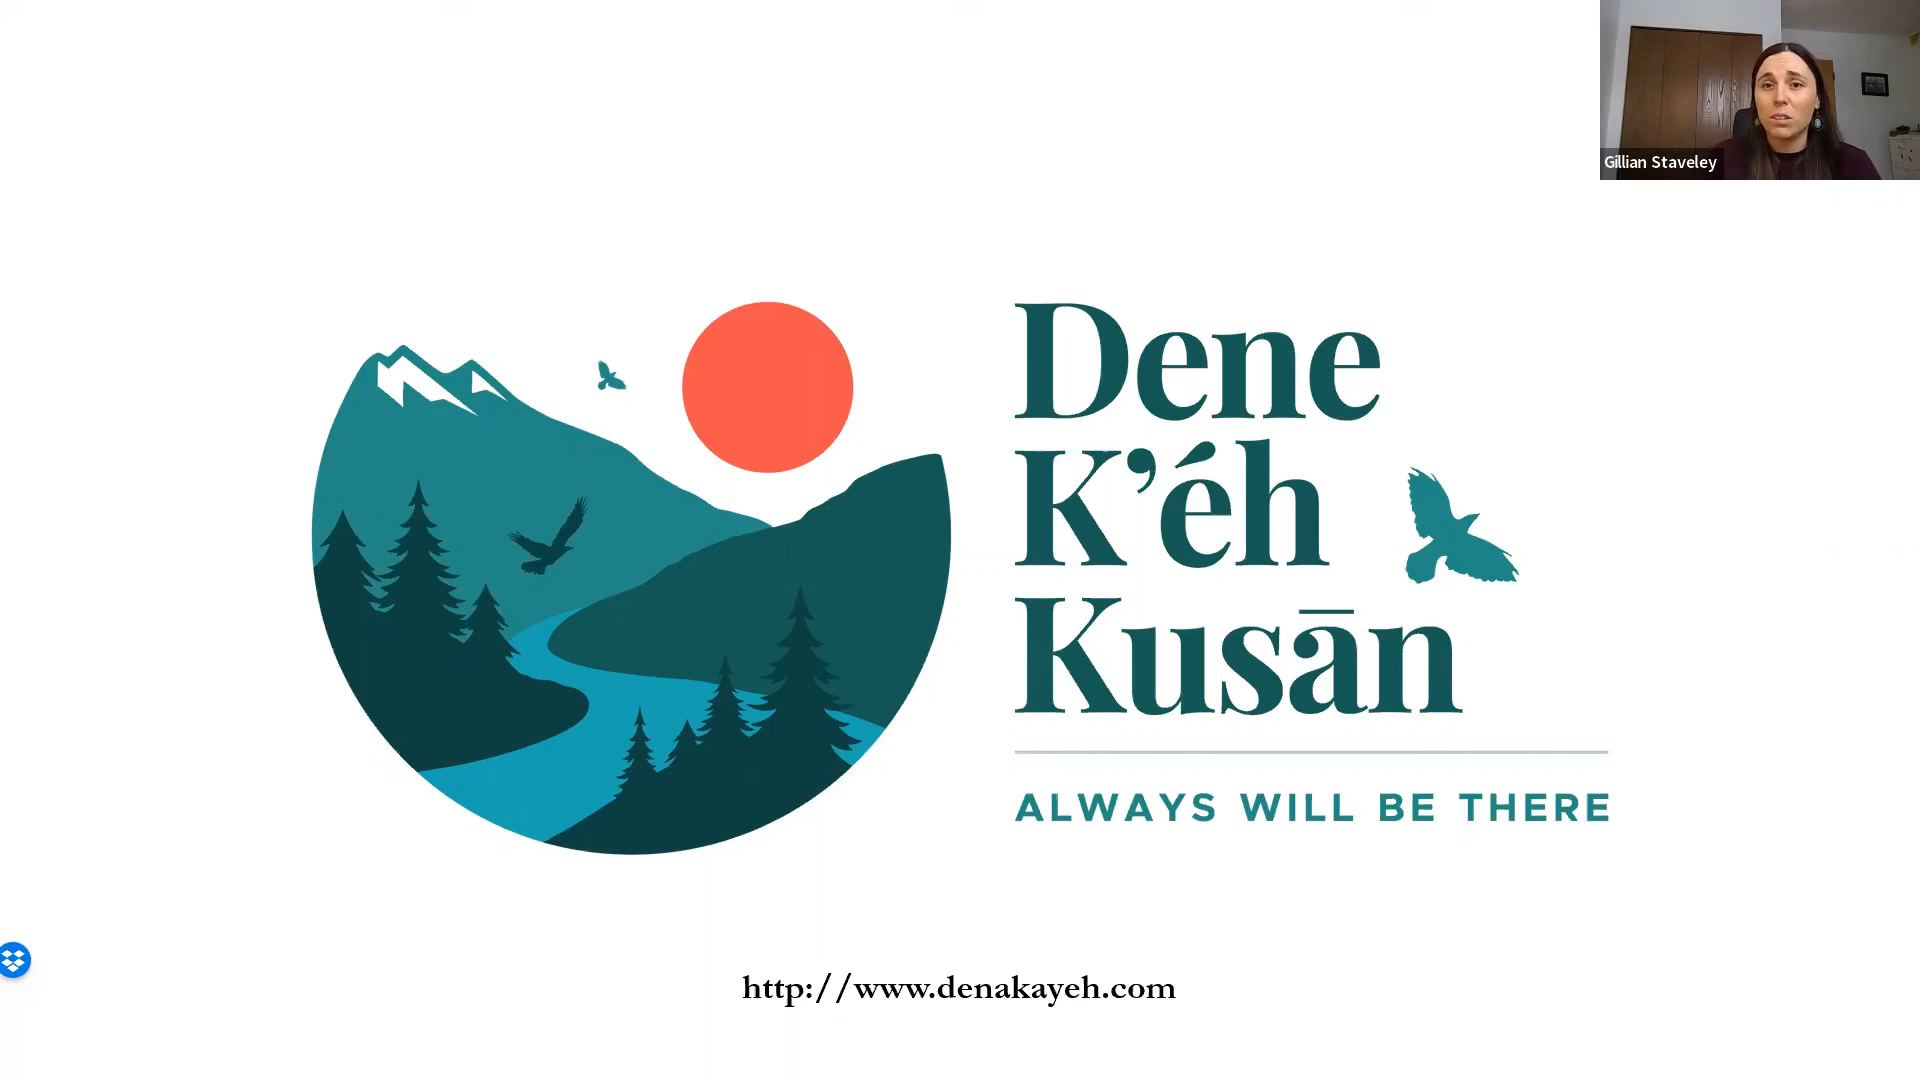 Gillian Staveley
Dene
K’éh
Kusān
ALWAYS WILL BE THERE
http://www.denakayeh.com